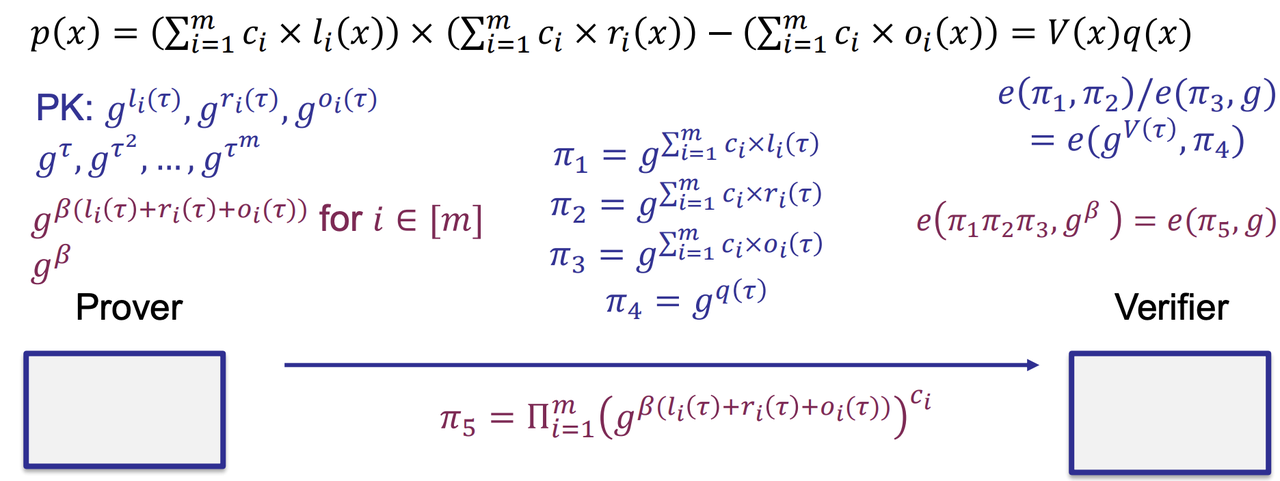 p(x) = (∑ᵢ₌₁ᵐ cᵢ × lᵢ(x)) × (∑ᵢ₌₁ᵐ cᵢ × rᵢ(x)) − (∑ᵢ₌₁ᵐ cᵢ × oᵢ(x)) = V(x)q(x)
PK: g^{lᵢ(τ)}, g^{rᵢ(τ)}, g^{oᵢ(τ)}
g^{τ}, g^{τ²}, …, g^{τᵐ}
g^{β(lᵢ(τ)+rᵢ(τ)+oᵢ(τ))} for i ∈ [m]
g^{β}
π₁ = g^{∑ᵢ₌₁ᵐ cᵢ×lᵢ(τ)}
π₂ = g^{∑ᵢ₌₁ᵐ cᵢ×rᵢ(τ)}
π₃ = g^{∑ᵢ₌₁ᵐ cᵢ×oᵢ(τ)}
π₄ = g^{q(τ)}
e(π₁, π₂)/e(π₃, g)
= e(g^{V(τ)}, π₄)
e(π₁π₂π₃, g^{β}) = e(π₅, g)
Prover
Verifier
π₅ = Πᵢ₌₁ᵐ(g^{β(lᵢ(τ)+rᵢ(τ)+oᵢ(τ))})^{cᵢ}